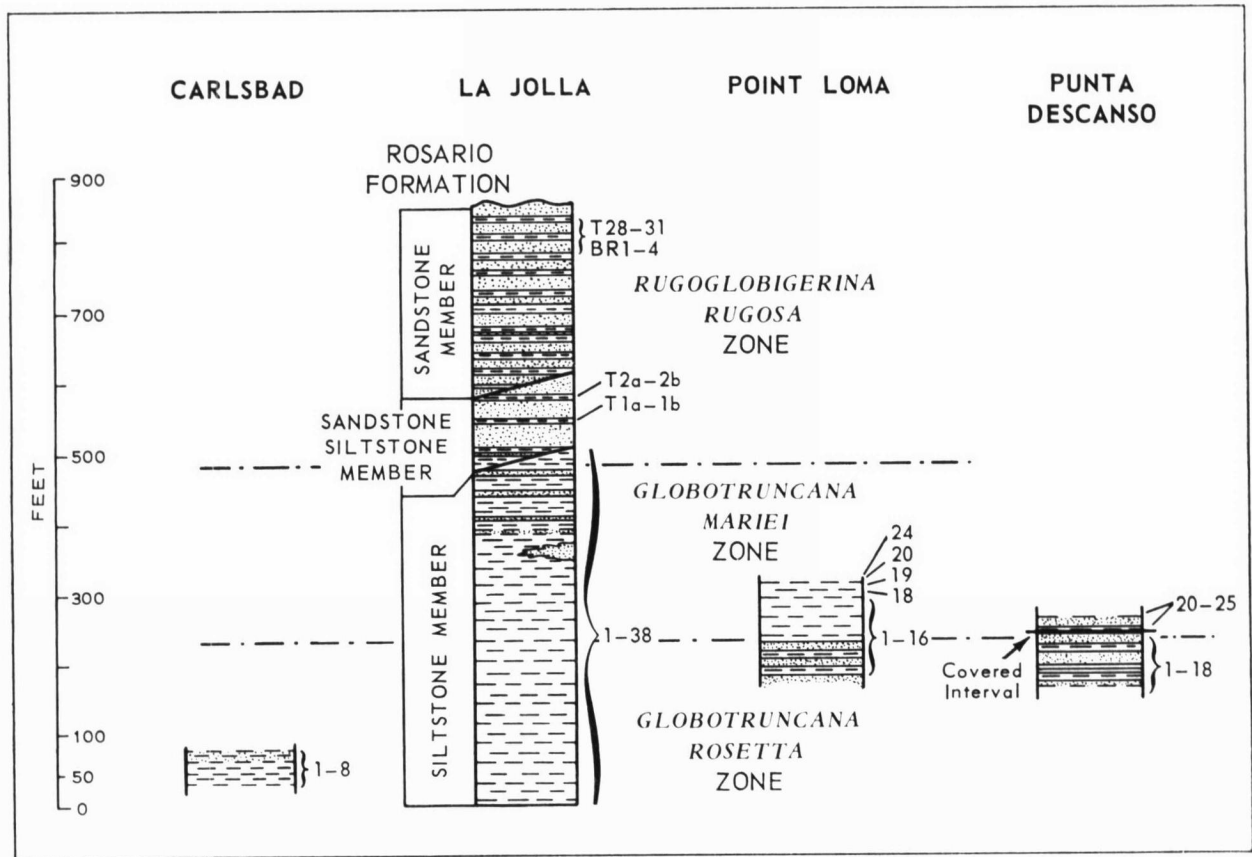 CARLSBAD
LA JOLLA
POINT LOMA
PUNTA
DESCANSO
ROSARIO
FORMATION
FEET
900
700
500
300
100
50
0
SANDSTONE
MEMBER
SANDSTONE
SILTSTONE
MEMBER
SILTSTONE MEMBER
T28-31
BR1-4
T2a-2b
T1a-1b
1-38
1-8
RUGOGLOBIGERINA
RUGOSA
ZONE
GLOBOTRUNCANA
MARIEI
ZONE
24
20
19
18
1-16
GLOBOTRUNCANA
ROSETTA
ZONE
20-25
Covered
Interval
1-18